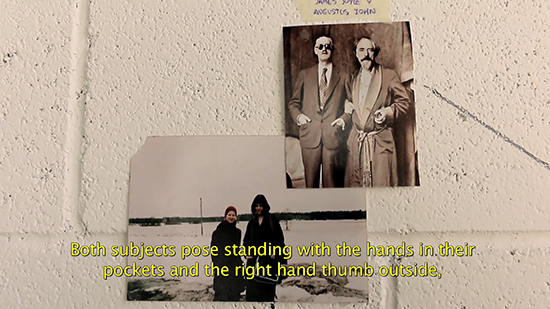 JAMES JOYCE Y
AUGUSTUS JOHN
Both subjects pose standing with the hands in their
pockets and the right hand thumb outside,